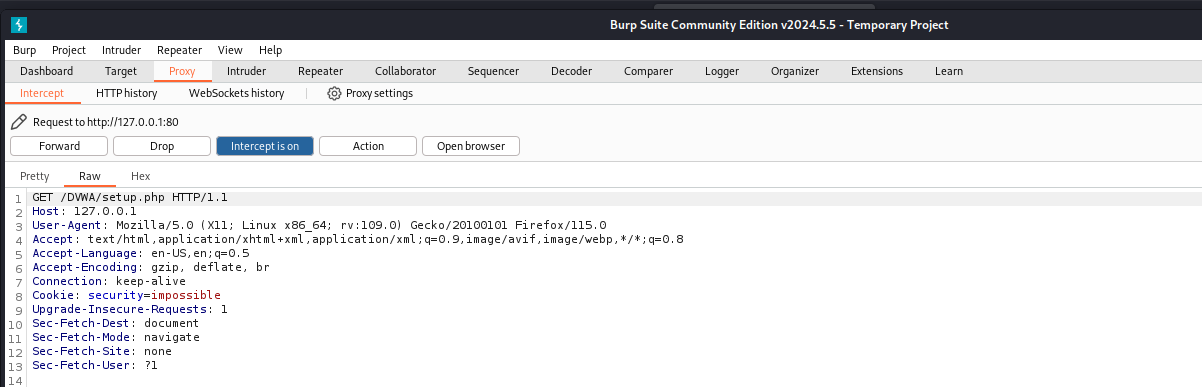 Burp Suite Community Edition v2024.5.5 - Temporary Project
Burp Project Intruder Repeater View Help
Dashboard Target Proxy Intruder Repeater Collaborator Sequencer Decoder Comparer Logger Organizer Extensions Learn
Intercept HTTP history WebSockets history Proxy settings
Request to http://127.0.0.1:80
Forward Drop Intercept is on Action Open browser
Pretty Raw Hex
1 GET /DVWA/setup.php HTTP/1.1
2 Host: 127.0.0.1
3 User-Agent: Mozilla/5.0 (X11; Linux x86_64; rv:109.0) Gecko/20100101 Firefox/115.0
4 Accept: text/html,application/xhtml+xml,application/xml;q=0.9,image/avif,image/webp,*/*;q=0.8
5 Accept-Language: en-US,en;q=0.5
6 Accept-Encoding: gzip, deflate, br
7 Connection: keep-alive
8 Cookie: security=impossible
9 Upgrade-Insecure-Requests: 1
10 Sec-Fetch-Dest: document
11 Sec-Fetch-Mode: navigate
12 Sec-Fetch-Site: none
13 Sec-Fetch-User: ?1
14